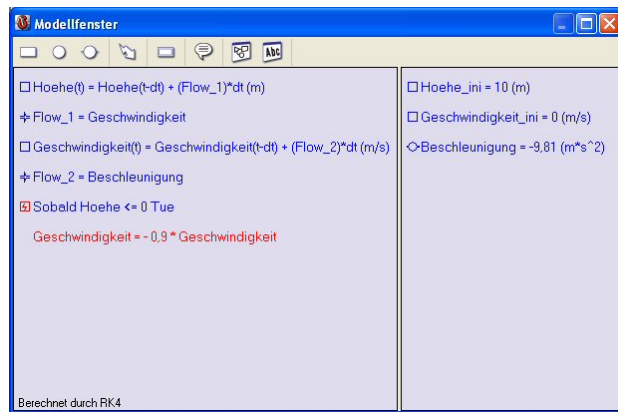 Modellfenster
Abc
Hoehe(t) = Hoehe(t-dt) + (Flow_1)*dt (m)
Flow_1 = Geschwindigkeit
Geschwindigkeit(t) = Geschwindigkeit(t-dt) + (Flow_2)*dt (m/s)
Flow_2 = Beschleunigung
Sobald Hoehe <= 0 Tue
Geschwindigkeit = - 0,9 * Geschwindigkeit
Berechnet durch RK4
Hoehe_ini = 10 (m)
Geschwindigkeit_ini = 0 (m/s)
Beschleunigung = -9,81 (m*s^2)